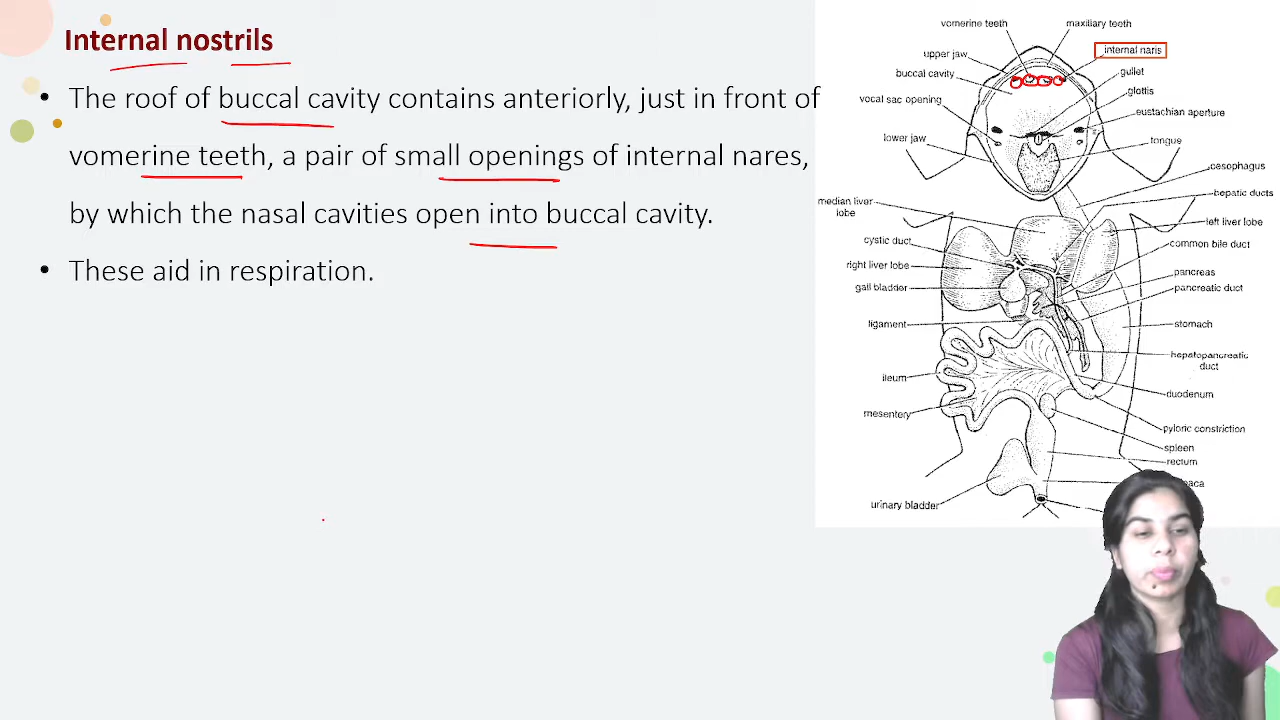 Internal nostrils
• The roof of buccal cavity contains anteriorly, just in front of
vomerine teeth, a pair of small openings of internal nares,
by which the nasal cavities open into buccal cavity.
• These aid in respiration.
vomerine teeth
maxiliary teeth
upper jaw
internal naris
buccal cavity
gullet
glottis
vocal sac opening
eustachian aperture
lower jaw
tongue
oesophagus
hepatic ducts
median liver
lobe
left liver lobe
cystic duct
common bile duct
right liver lobe
pancreas
gall bladder
pancreatic duct
ligament
stomach
hepatopancreatic
duct
ileum
duodenum
mesentery
pyloric constriction
spleen
rectum
urinary bladder